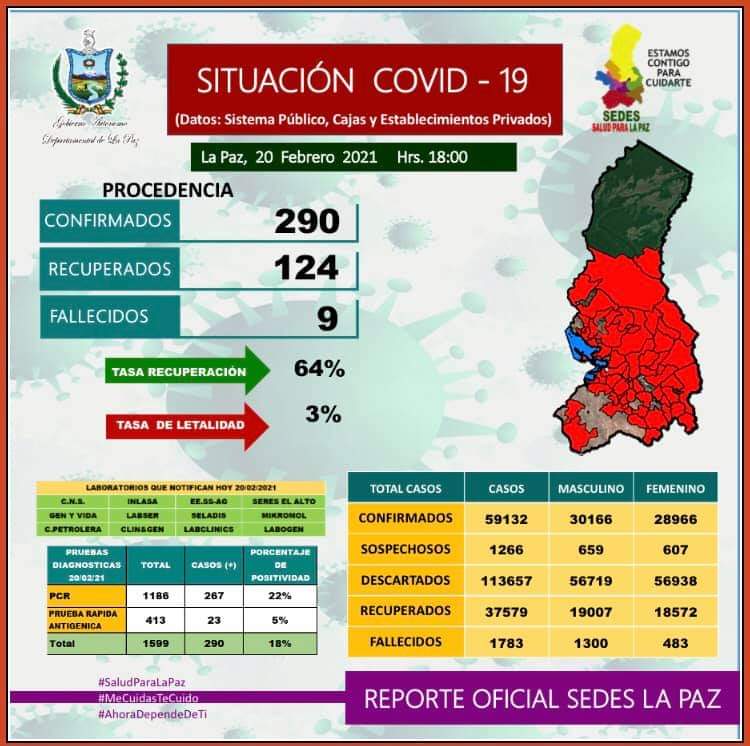 Gobierno Autónomo
Departamental de La Paz
SITUACIÓN COVID - 19
(Datos: Sistema Público, Cajas y Establecimientos Privados)
ESTAMOS
CONTIGO
PARA
CUIDARTE
SEDES
SALUD PARA LA PAZ
La Paz, 20 Febrero 2021 Hrs. 18:00
PROCEDENCIA
CONFIRMADOS 290
RECUPERADOS 124
FALLECIDOS 9
TASA RECUPERACIÓN 64%
TASA DE LETALIDAD 3%
LABORATORIOS QUE NOTIFICAN HOY 20/02/2021
C.N.S. INLASA EE.SS-AG SERES EL ALTO
GEN Y VIDA LABSER SELADIS MIKRONCL
C.PETROLERA CLIN&GEN LABCLINICS LABOGEN
PRUEBAS DIAGNOSTICAS 20/02/21 TOTAL CASOS (+) PORCENTAJE DE POSITIVIDAD
PCR 1186 267 22%
PRUEBA RAPIDA ANTIGENICA 413 23 5%
Total 1599 290 18%
TOTAL CASOS CASOS MASCULINO FEMENINO
CONFIRMADOS 59132 30166 28966
SOSPECHOSOS 1266 659 607
DESCARTADOS 113657 56719 56938
RECUPERADOS 37579 19007 18572
FALLECIDOS 1783 1300 483
#SaludParaLaPaz
#MeCuidasTeCuido
#AhoraDependeDeTi
REPORTE OFICIAL SEDES LA PAZ